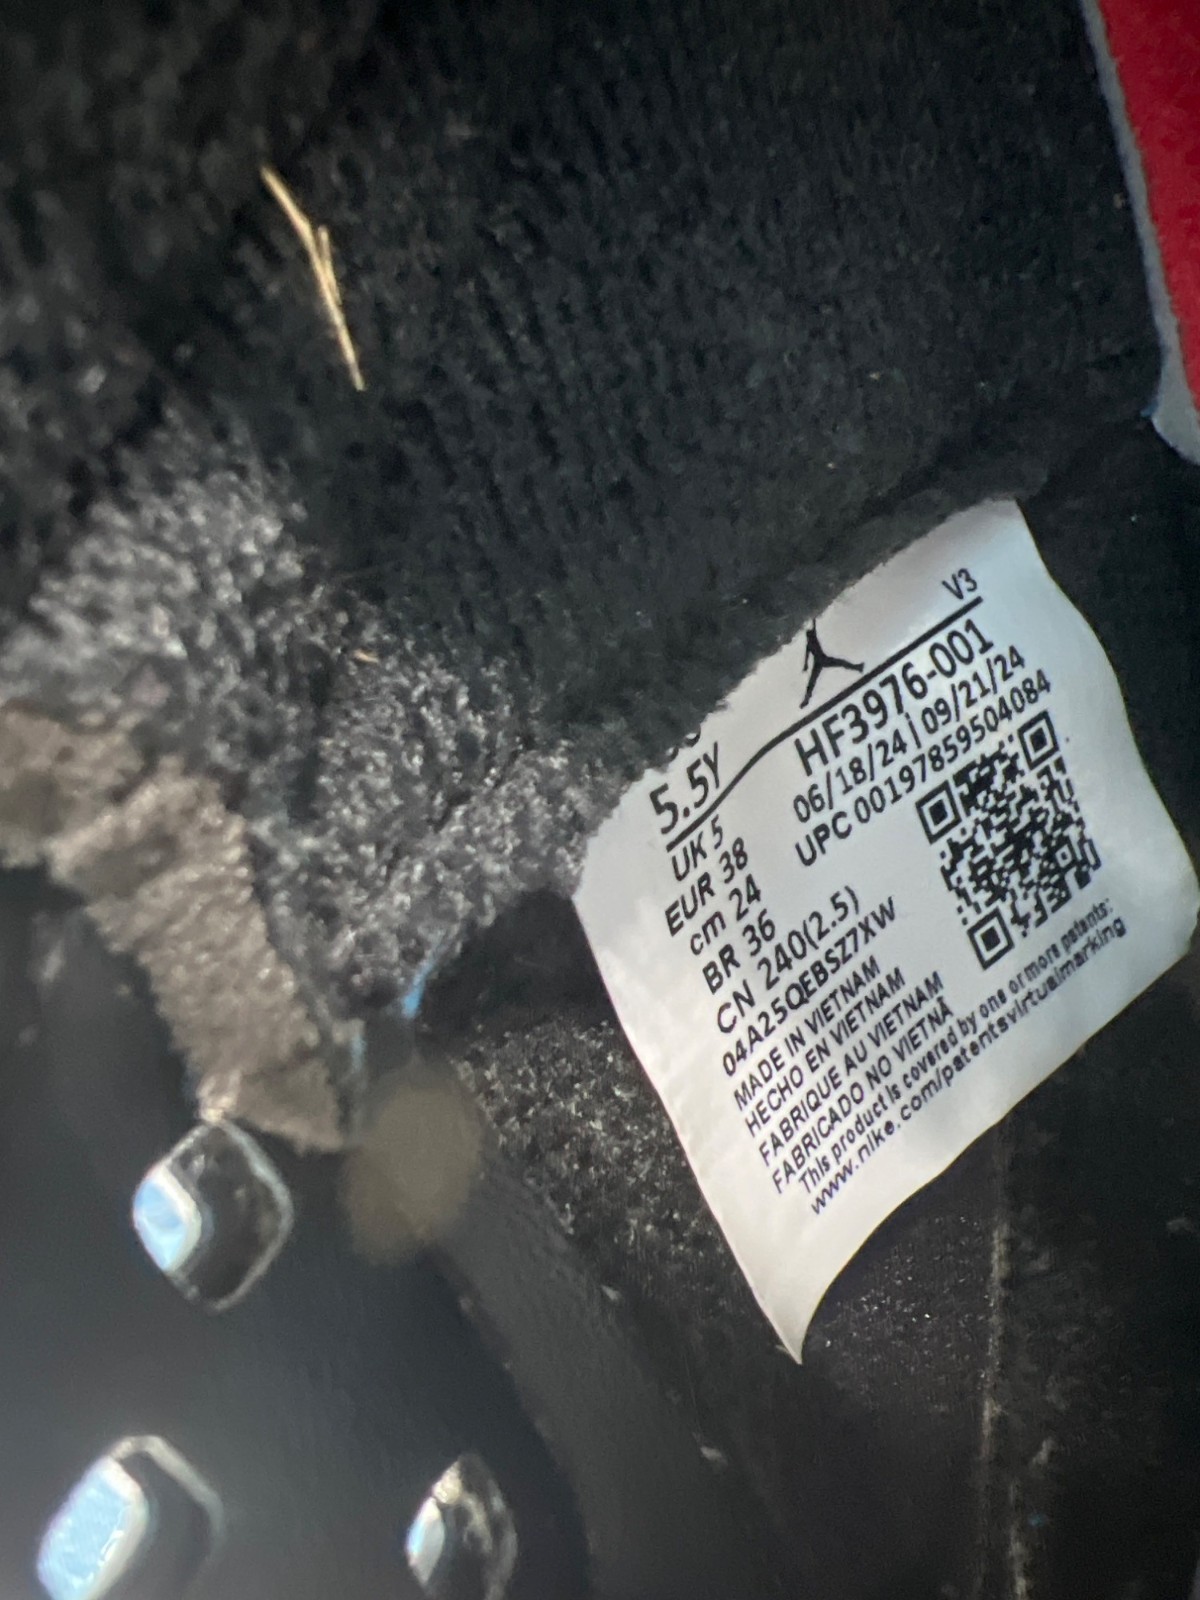 V3
5.5Y
HF3976-001
06/18/24 | 09/21/24
UPC 00197859504084
UK 5
EUR 38
cm 24
BR 36
CN 240(2.5)
04A25QEBSZ7XW
MADE IN VIETNAM
HECHO EN VIETNAM
FABRIQUE AU VIETNAM
FABRICADO NO VIETNÃ
This product is covered by one or more patents:
www.nike.com/patentsvirtualmarking